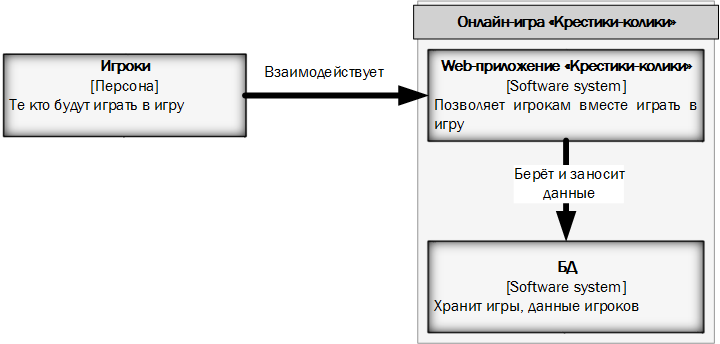 Онлайн-игра «Крестики-колики»
Игроки
[Персона]
Те кто будут играть в игру
Взаимодействует
Web-приложение «Крестики-колики»
[Software system]
Позволяет игрокам вместе играть в
игру
Берёт и заносит
данные
БД
[Software system]
Хранит игры, данные игроков